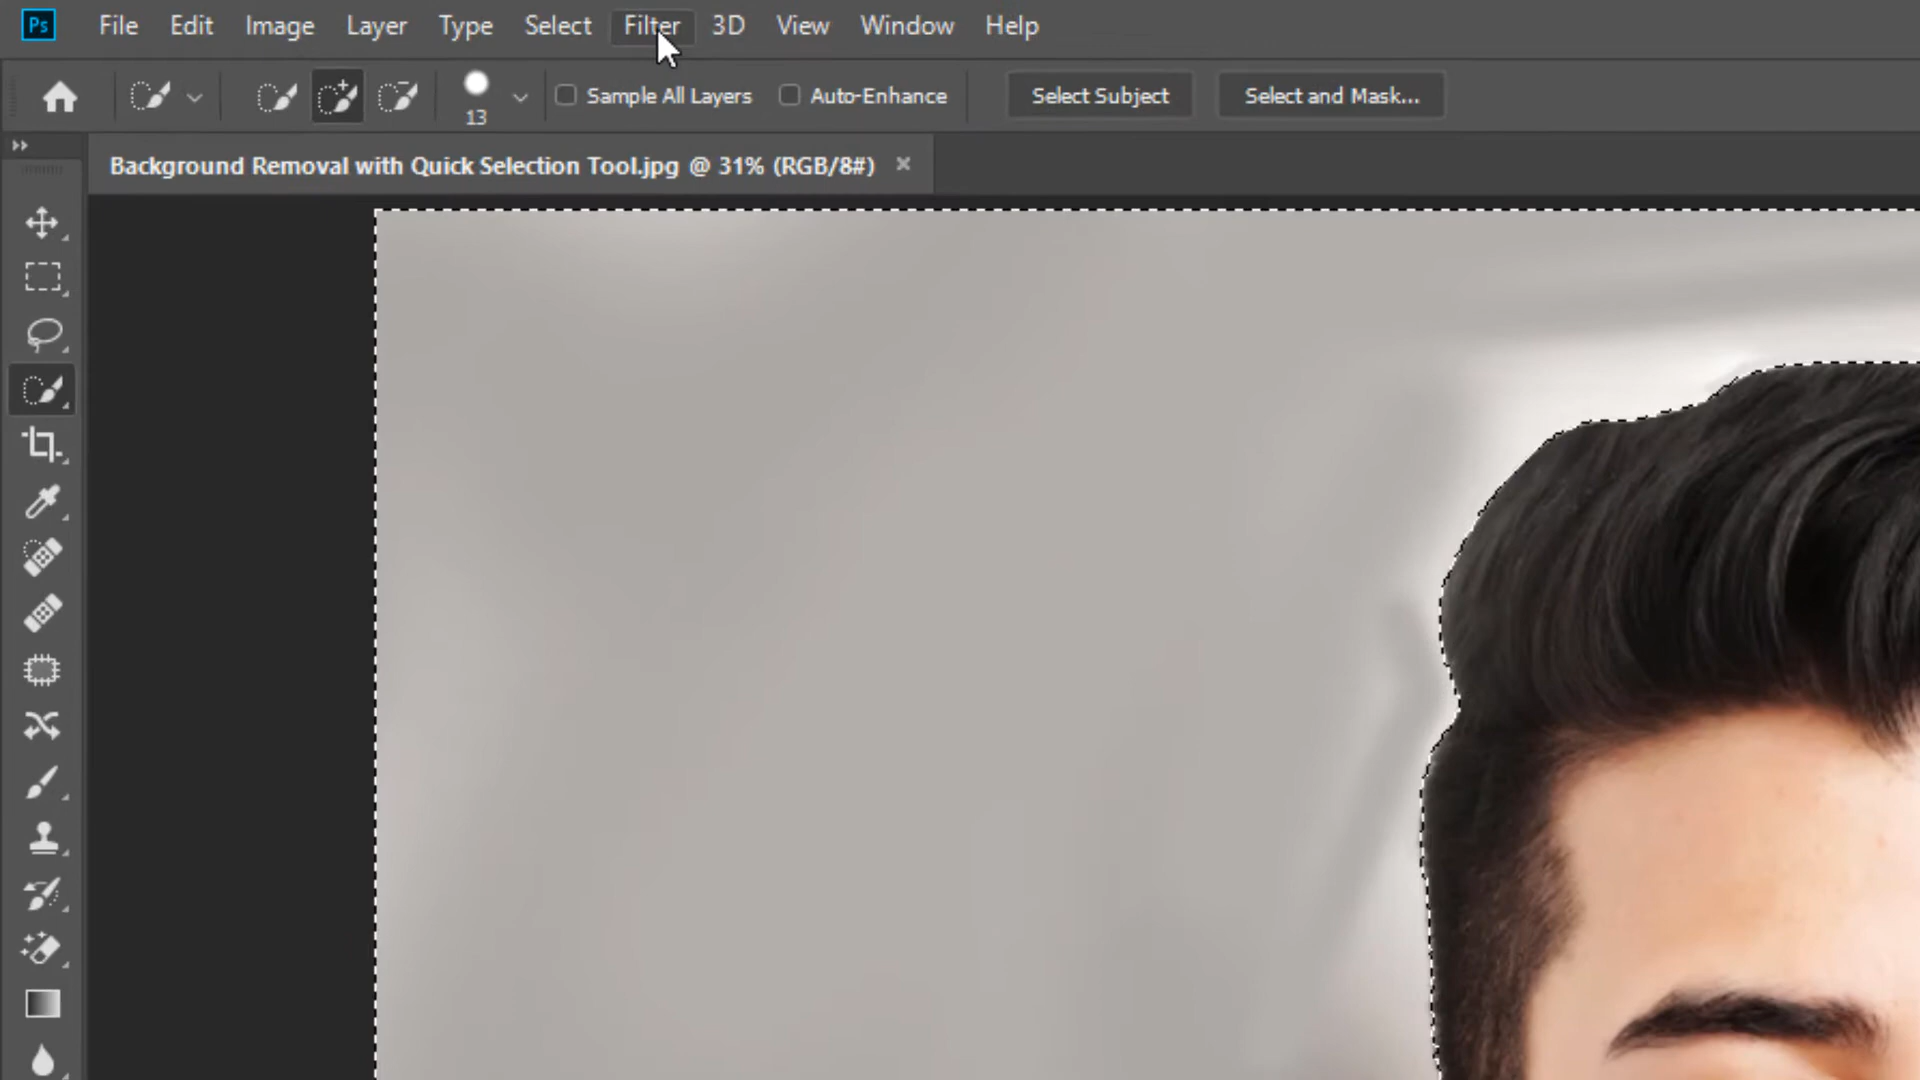 Ps File Edit Image Layer Type Select Filter 3D View Window Help
13 Sample All Layers Auto-Enhance Select Subject Select and Mask...
Background Removal with Quick Selection Tool.jpg @ 31% (RGB/8#) ×